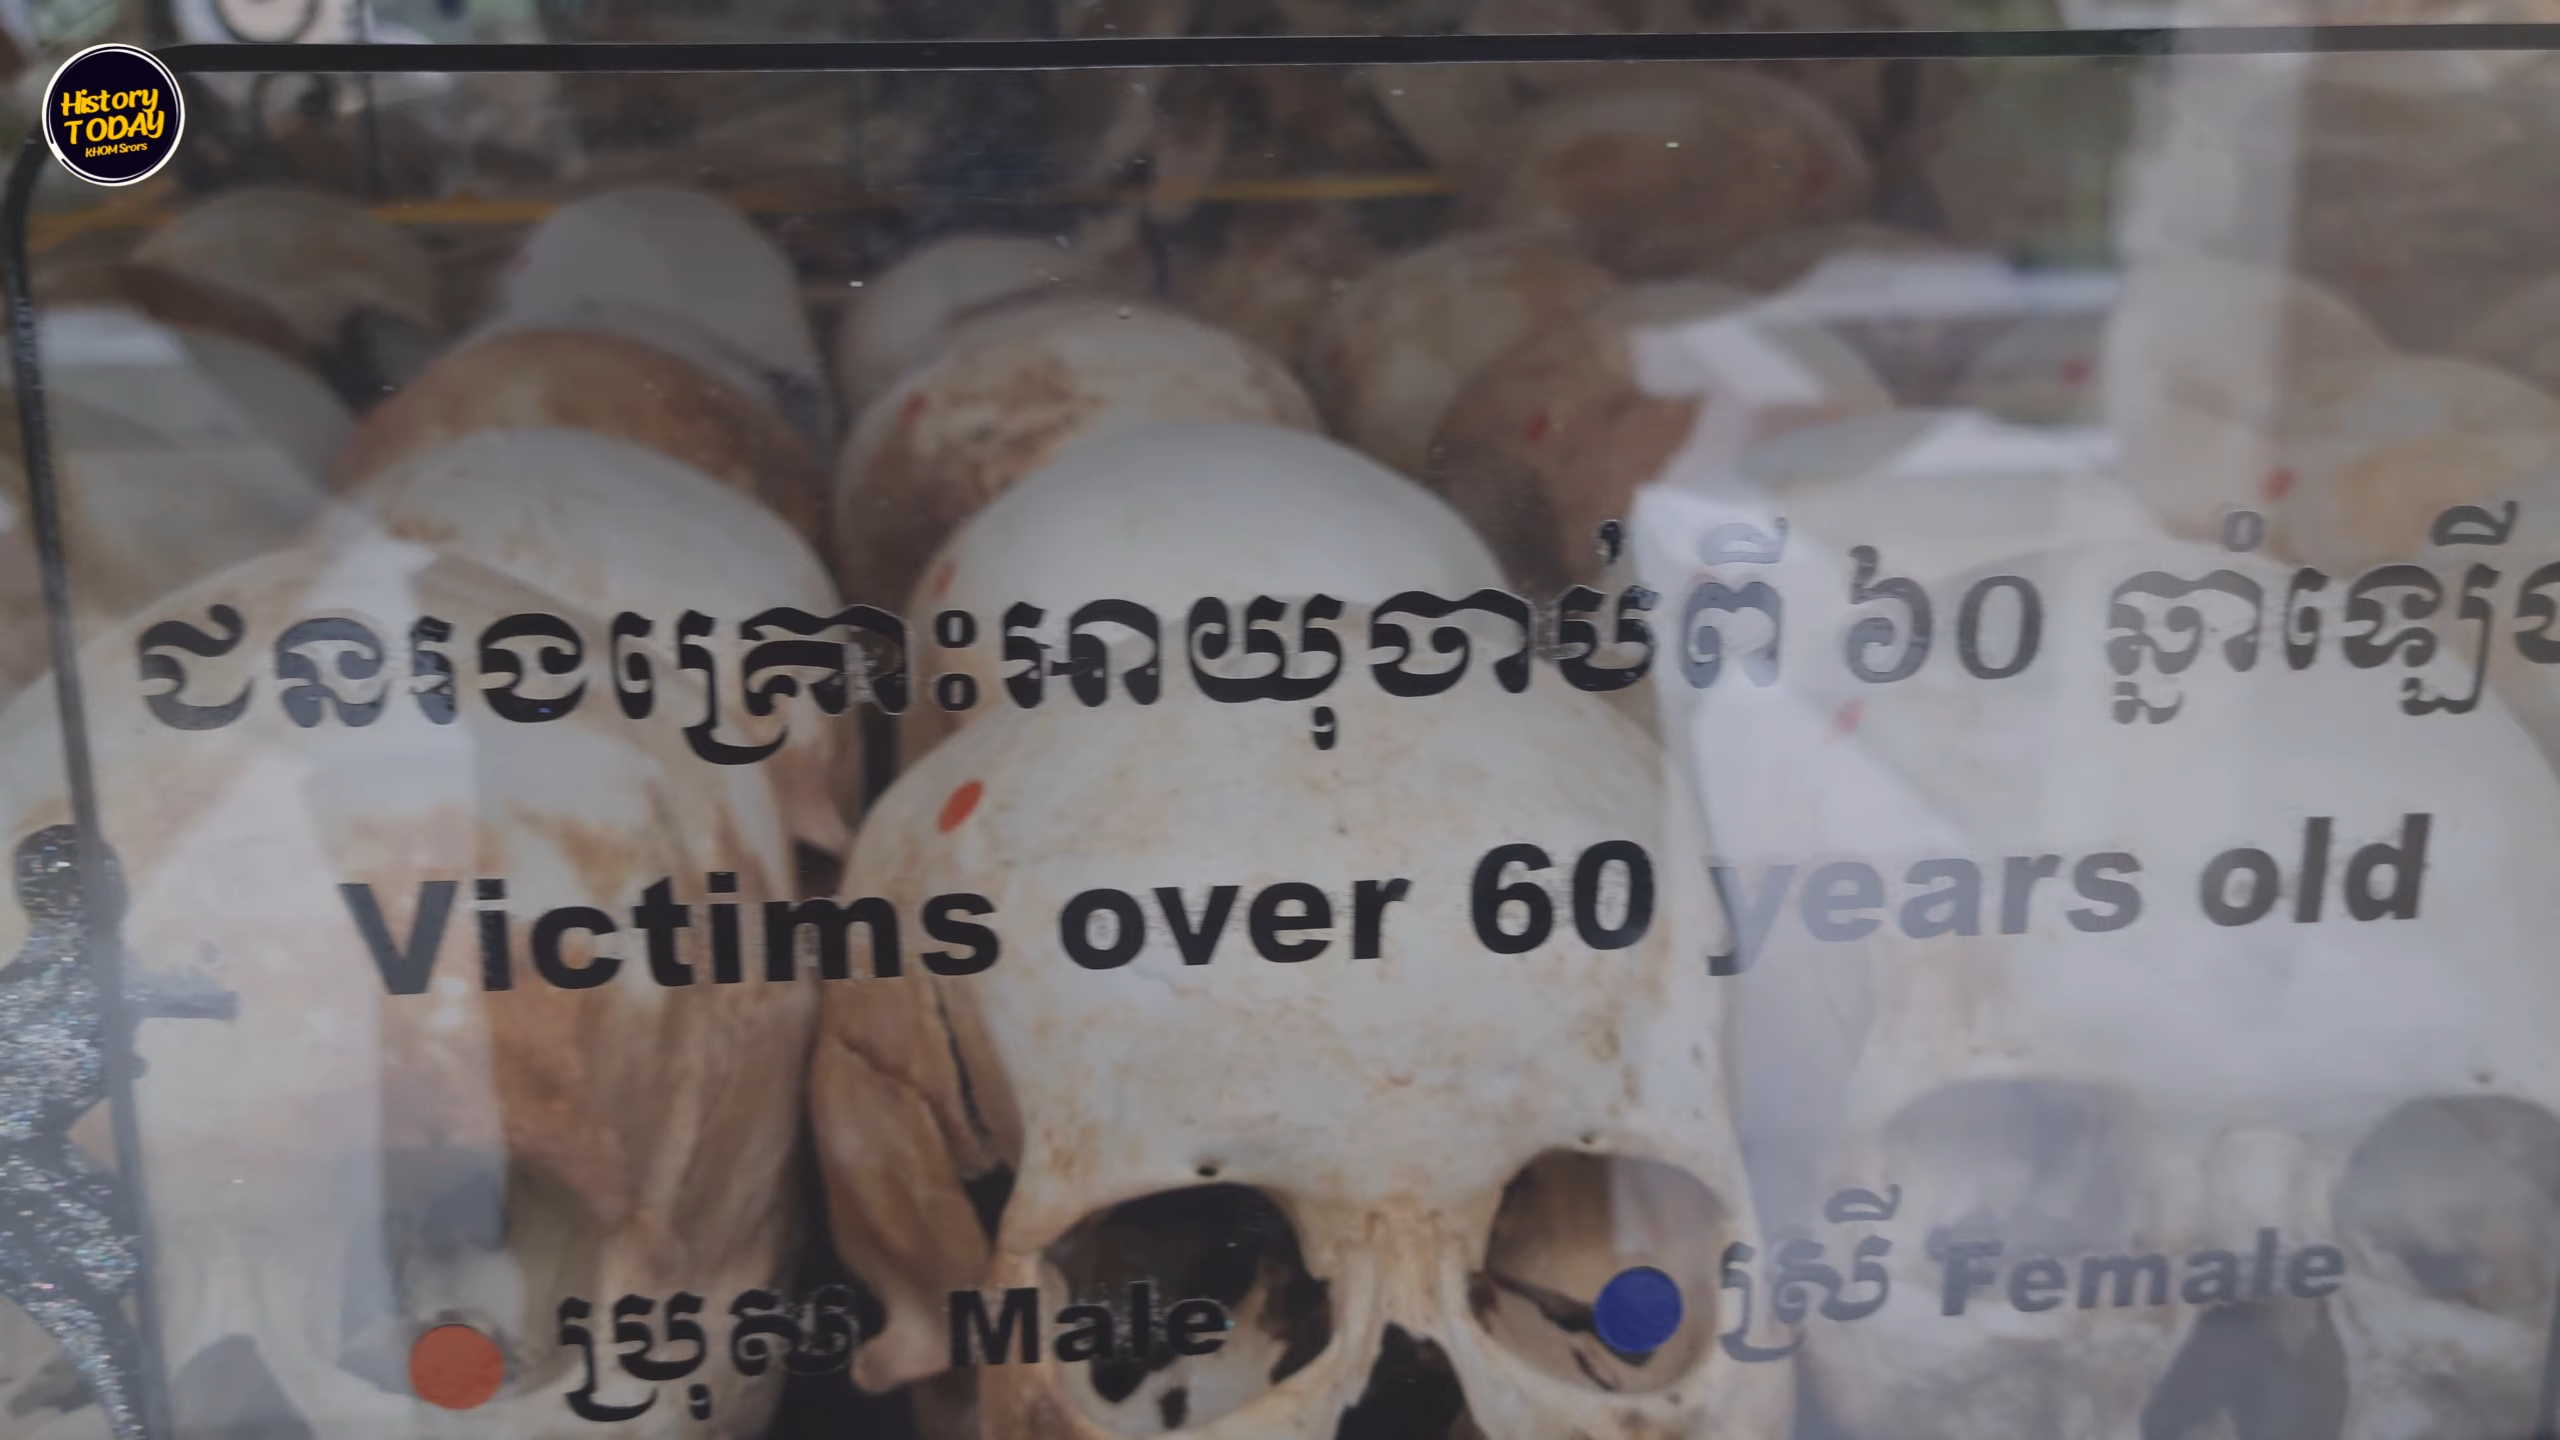 History
TODAY
KHOM Srors
ជនរងគ្រោះអាយុចាប់ពី ៦០ ឆ្នាំឡើង
Victims over 60 years old
ប្រុស Male
ស្រី Female